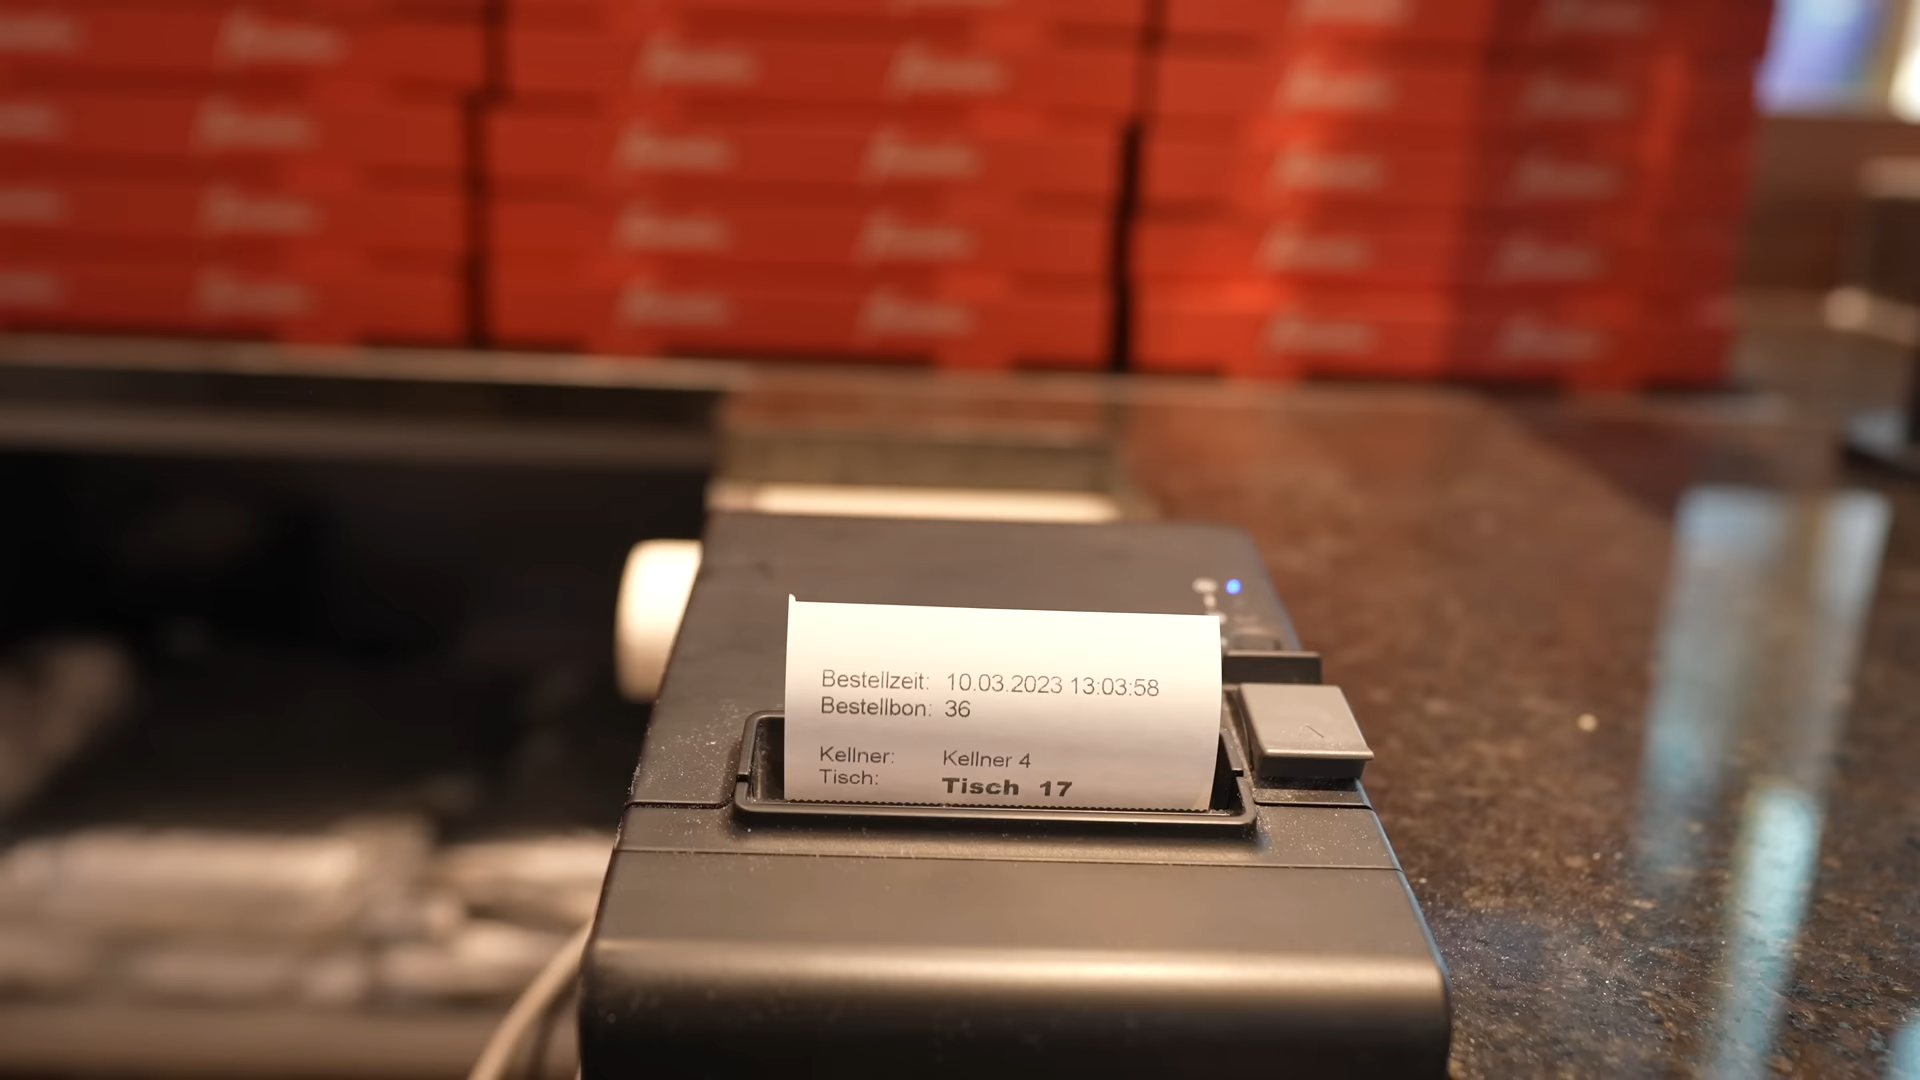 Bestellzeit: 10.03.2023 13:03:58
Bestellbon: 36
Kellner: Kellner 4
Tisch: Tisch 17